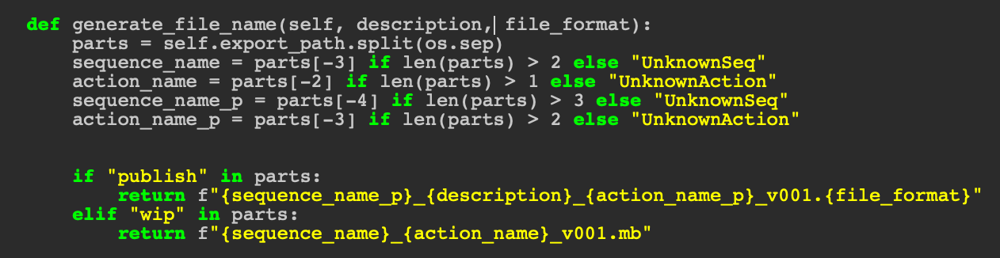 def generate_file_name(self, description, file_format):
    parts = self.export_path.split(os.sep)
    sequence_name = parts[-3] if len(parts) > 2 else "UnknownSeq"
    action_name = parts[-2] if len(parts) > 1 else "UnknownAction"
    sequence_name_p = parts[-4] if len(parts) > 3 else "UnknownSeq"
    action_name_p = parts[-3] if len(parts) > 2 else "UnknownAction"
    if "publish" in parts:
        return f"{sequence_name_p}_{description}_{action_name_p}_v001.{file_format}"
    elif "wip" in parts:
        return f"{sequence_name}_{action_name}_v001.mb"